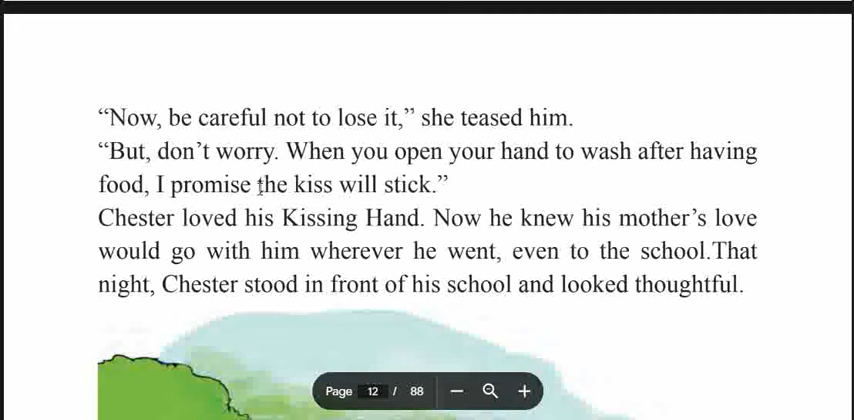 “Now, be careful not to lose it,” she teased him.
“But, don’t worry. When you open your hand to wash after having
food, I promise the kiss will stick.”
Chester loved his Kissing Hand. Now he knew his mother’s love
would go with him wherever he went, even to the school.That
night, Chester stood in front of his school and looked thoughtful.
Page 12 / 88